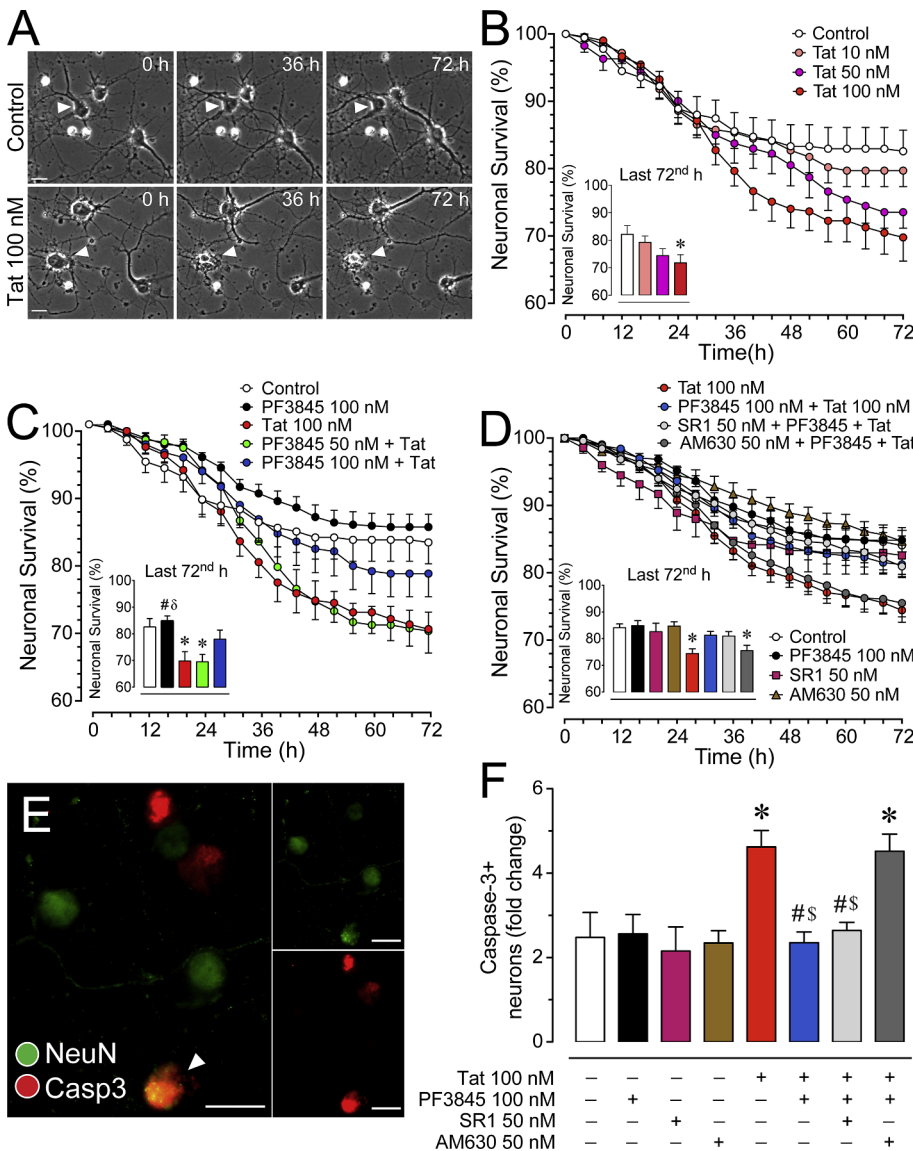 A
0 h
36 h
72 h
Control
0 h
36 h
72 h
Tat 100 nM
B
Neuronal Survival (%)
100
90
80
70
60
Control
Tat 10 nM
Tat 50 nM
Tat 100 nM
Last 72nd h
Neuronal Survival (%)
100
90
80
70
60
*
0 12 24 36 48 60 72
Time(h)
C
Neuronal Survival (%)
100
90
80
70
60
Control
PF3845 100 nM
Tat 100 nM
PF3845 50 nM + Tat
PF3845 100 nM + Tat
Last 72nd h
Neuronal Survival (%)
100
90
80
70
60
#δ
* *
0 12 24 36 48 60 72
Time (h)
D
Neuronal Survival (%)
100
90
80
70
60
Tat 100 nM
PF3845 100 nM + Tat 100 nM
SR1 50 nM + PF3845 + Tat
AM630 50 nM + PF3845 + Tat
Last 72nd h
Neuronal Survival (%)
100
90
80
70
60
* *
Control
PF3845 100 nM
SR1 50 nM
AM630 50 nM
0 12 24 36 48 60 72
Time (h)
E
NeuN
Casp3
F
Caspase-3+
neurons (fold change)
6
4
2
0
* #$ #$ *
Tat 100 nM – – – – + + + +
PF3845 100 nM – + – – – + + +
SR1 50 nM – – + – – – + –
AM630 50 nM – – – + – – – +